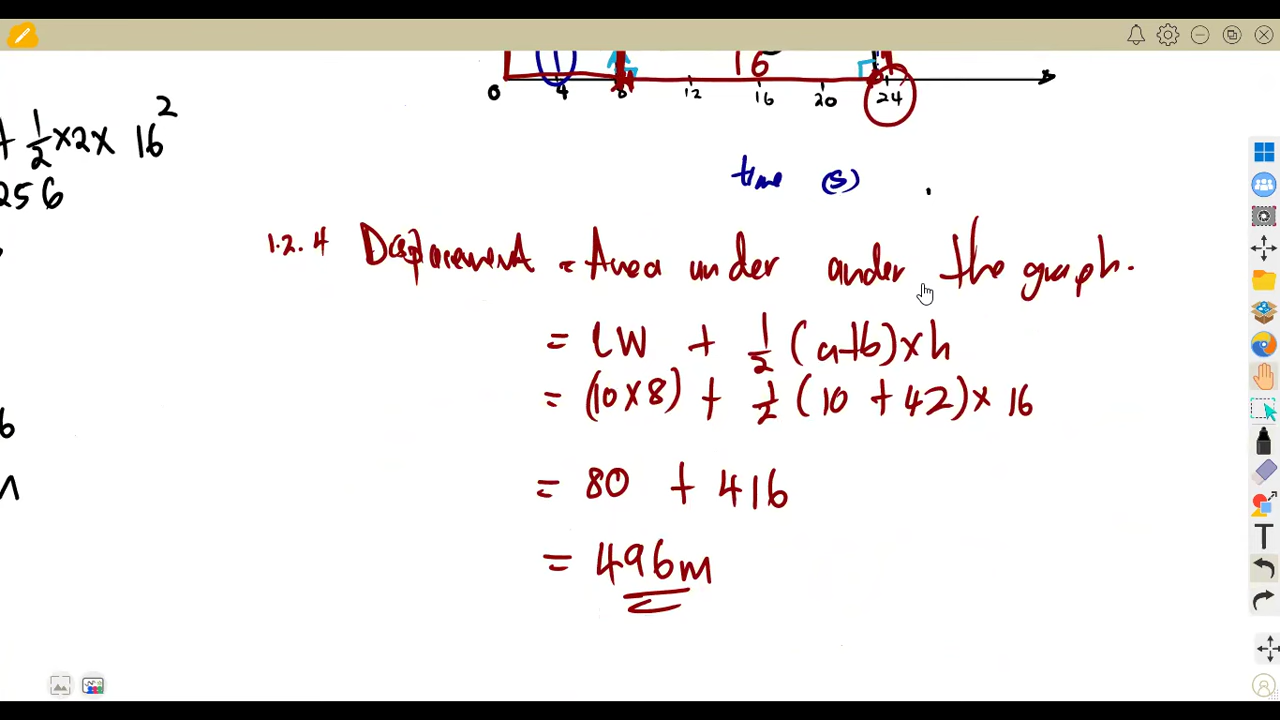 1 16
0 4 8 12 16 20 24
+ 1/2 ×2× 16²
256
time (s)
1.2.4 Displacement = Area under under the graph.
= LW + 1/2 (a+b)×h
= (10×8) + 1/2 (10 + 42)× 16
= 80 + 416
= 496m
T